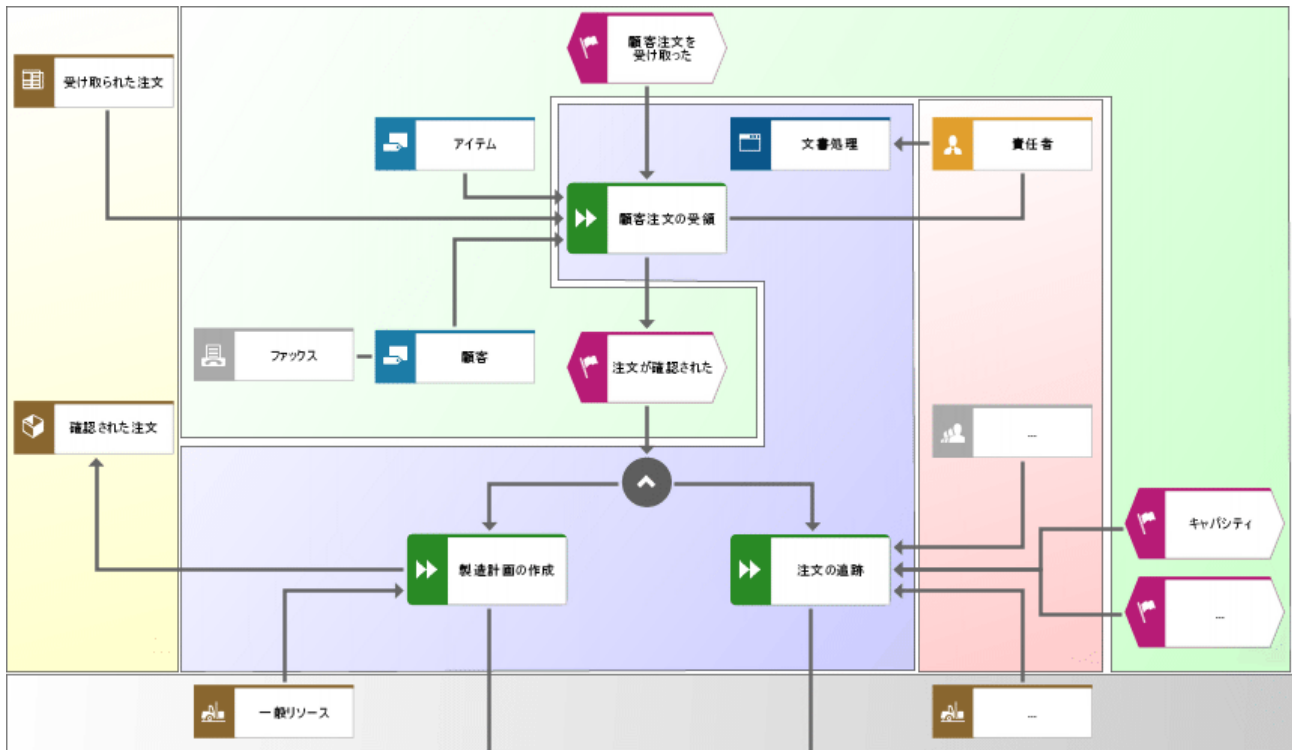 顧客注文を
受け取った
受け取られた注文
アイテム
文書処理
責任者
顧客注文の受領
ファックス
顧客
注文が確認された
確認された注文
...
キャパシティ
製造計画の作成
注文の追跡
...
一般リソース
...